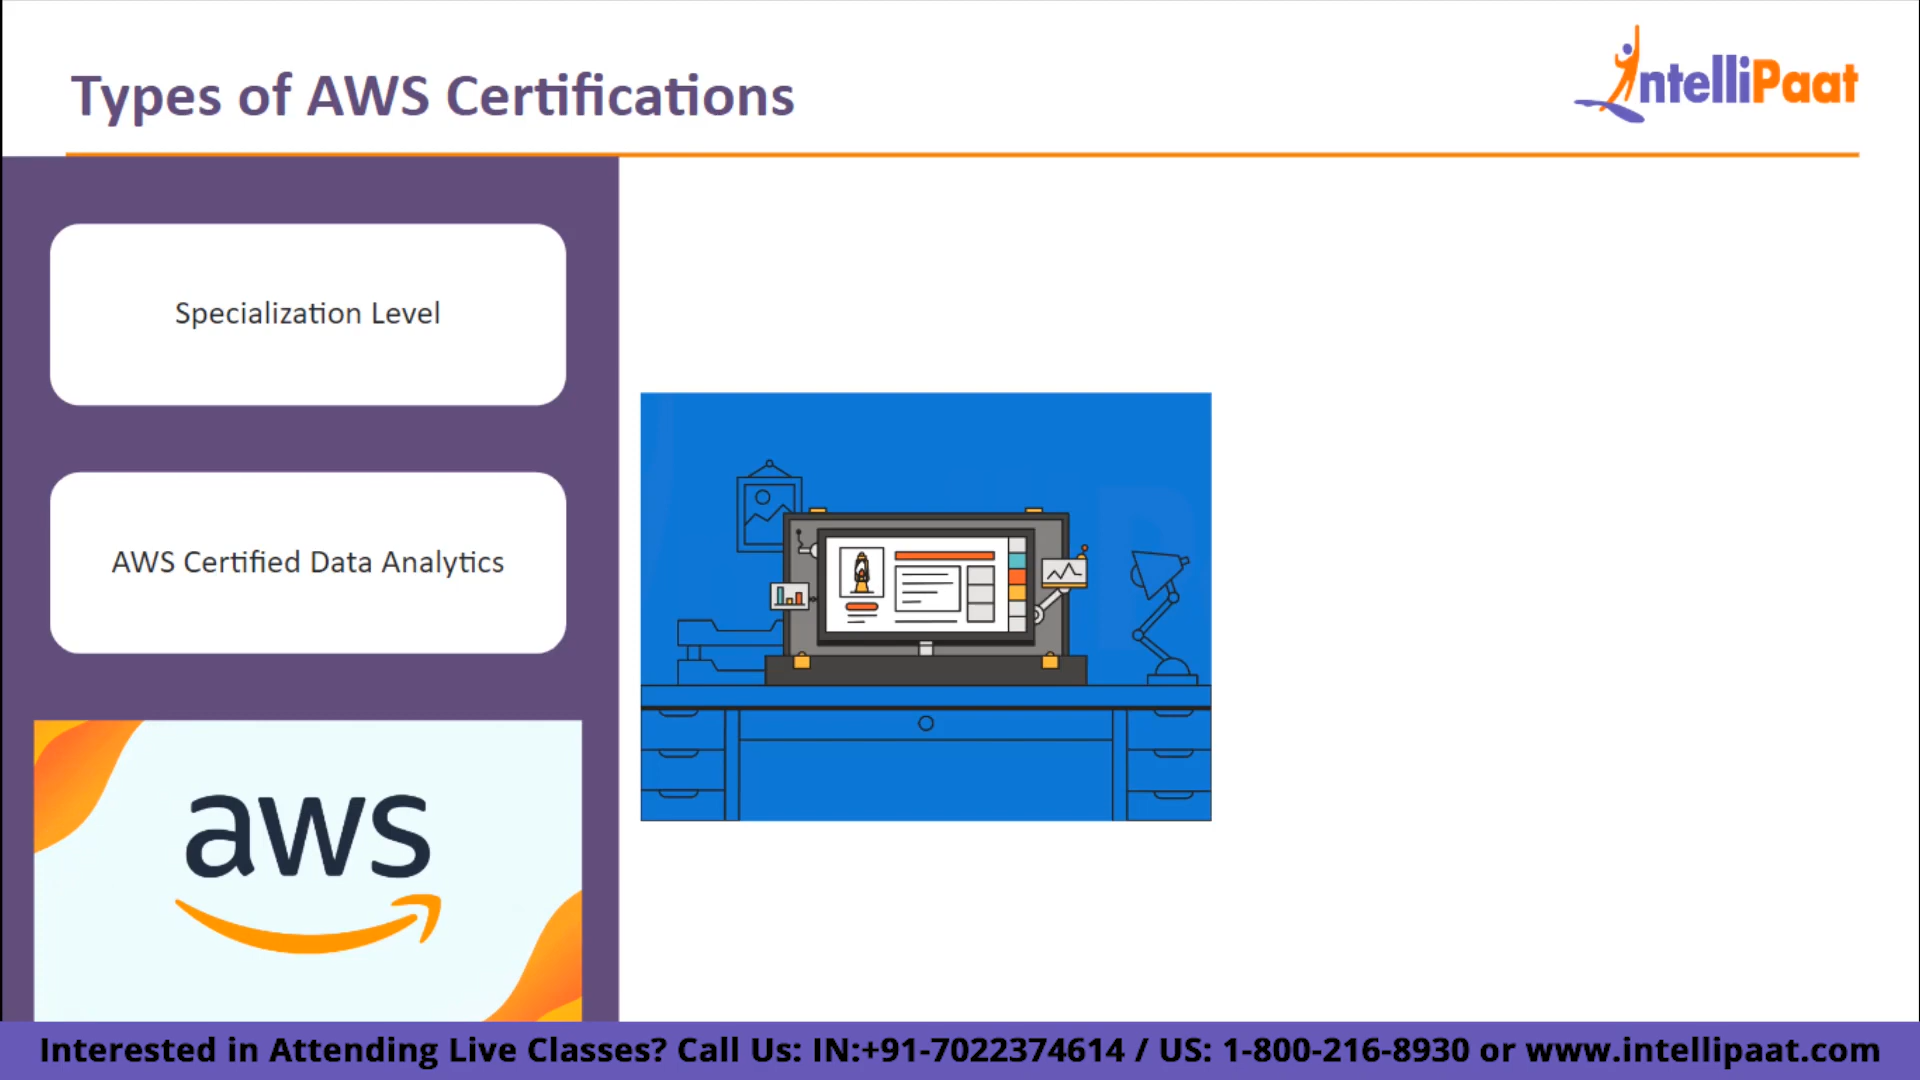 Types of AWS Certifications
IntelliPaat
Specialization Level
AWS Certified Data Analytics
aws
Interested in Attending Live Classes? Call Us: IN:+91-7022374614 / US: 1-800-216-8930 or www.intellipaat.com